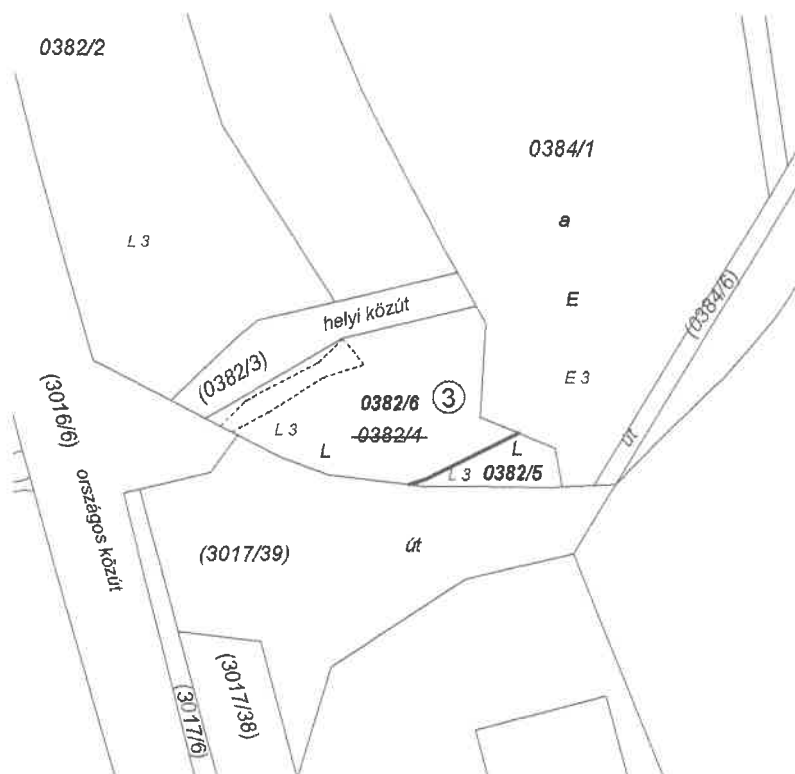 0382/2
0384/1
a
L 3
E
helyi közút
(0384/6)
(0382/3)
E 3
0382/6
3
(3016/6)
L 3
0382/4
L
L
út
L 3
0382/5
országos közút
(3017/39)
út
(3017/38)
(3017/6)